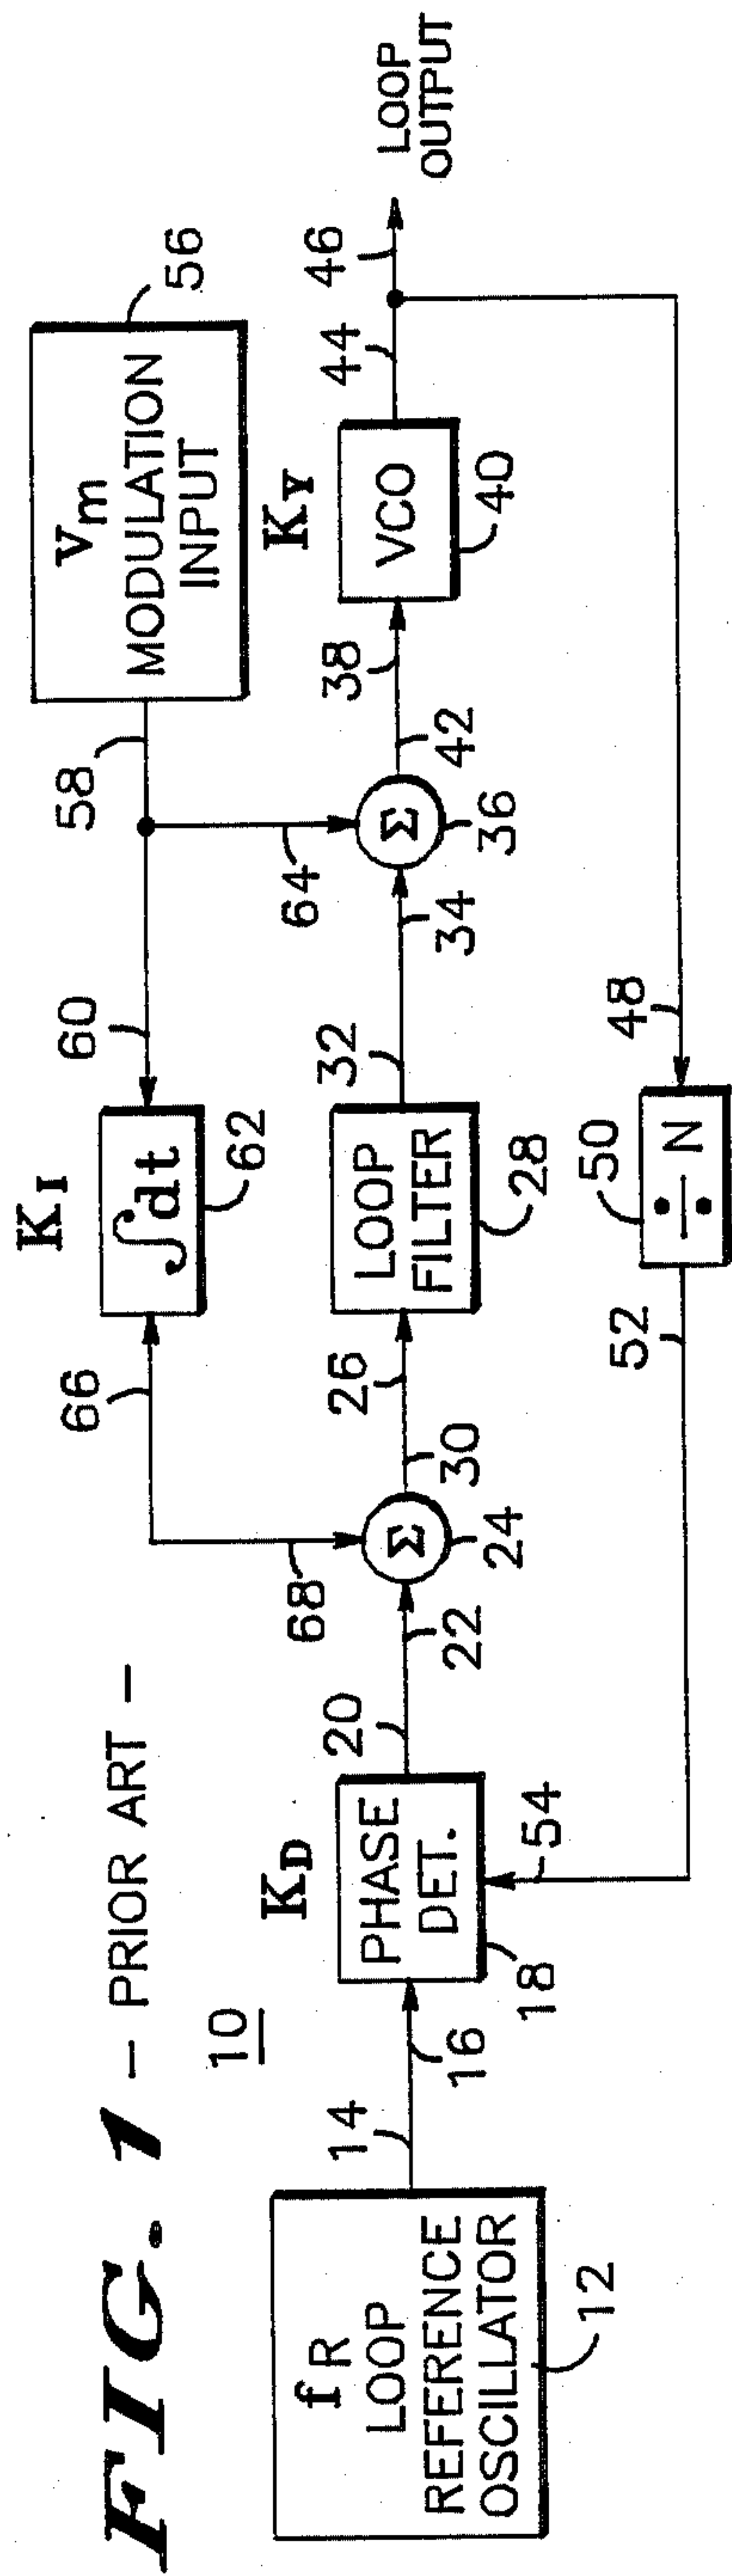 FIG. 1 — PRIOR ART —
10
fR
LOOP
REFERENCE
OSCILLATOR
12
14
16
KD
PHASE
DET.
18
20
22
Σ
24
68
66
KI
∫dt
62
60
58
Vm
MODULATION
INPUT
56
30
26
LOOP
FILTER
28
32
34
64
Σ
36
42
38
KY
VCO
40
44
46
LOOP
OUTPUT
48
50
÷ N
52
54